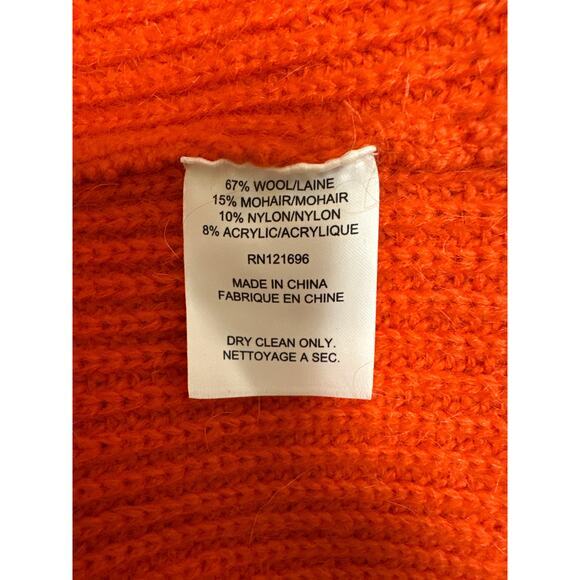 67% WOOL/LAINE
15% MOHAIR/MOHAIR
10% NYLON/NYLON
8% ACRYLIC/ACRYLIQUE
RN121696
MADE IN CHINA
FABRIQUE EN CHINE
DRY CLEAN ONLY.
NETTOYAGE A SEC.